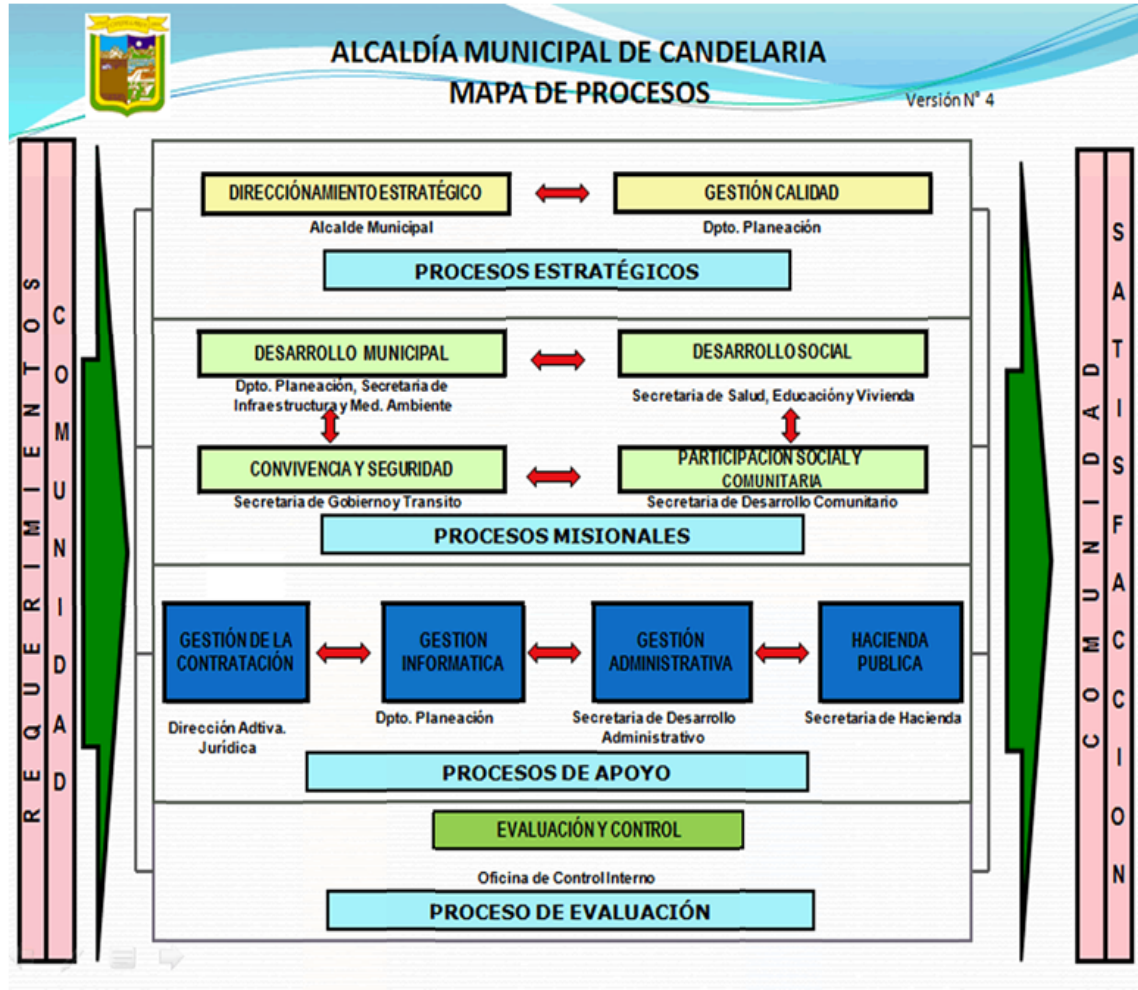 ALCALDÍA MUNICIPAL DE CANDELARIA
MAPA DE PROCESOS
Versión N° 4
REQUERIMIENTOS
COMUNIDAD
DIRECCIÓNAMIENTO ESTRATÉGICO
Alcalde Municipal
GESTIÓN CALIDAD
Dpto. Planeación
PROCESOS ESTRATÉGICOS
DESARROLLO MUNICIPAL
Dpto. Planeación, Secretaria de
Infraestructura y Med. Ambiente
DESARROLLO SOCIAL
Secretaria de Salud, Educación y Vivienda
CONVIVENCIA Y SEGURIDAD
Secretaria de Gobierno y Transito
PARTICIPACION SOCIAL Y
COMUNITARIA
Secretaria de Desarrollo Comunitario
PROCESOS MISIONALES
GESTIÓN DE LA
CONTRATACIÓN
Dirección Adtiva.
Jurídica
GESTION
INFORMATICA
Dpto. Planeación
GESTIÓN
ADMINISTRATIVA
Secretaria de Desarrollo
Administrativo
HACIENDA
PUBLICA
Secretaria de Hacienda
PROCESOS DE APOYO
EVALUACIÓN Y CONTROL
Oficina de Control Interno
PROCESO DE EVALUACIÓN
COMUNIDAD
SATISFACCION